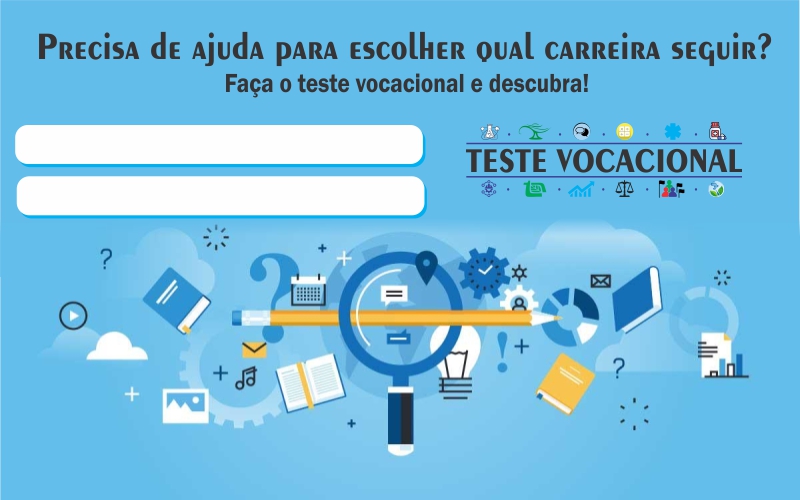 Precisa de ajuda para escolher qual carreira seguir?
Faça o teste vocacional e descubra!
TESTE VOCACIONAL